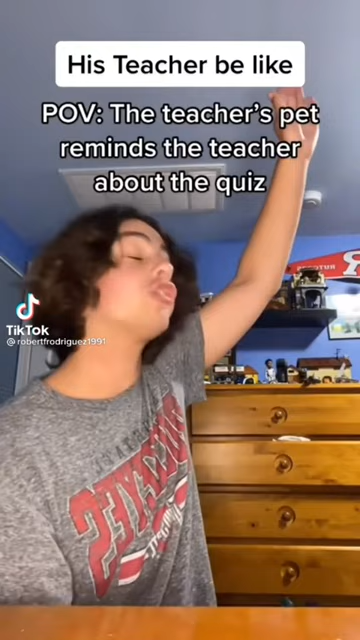 His Teacher be like
POV: The teacher's pet
reminds the teacher
about the quiz
TikTok
@robertfrodriguez1991